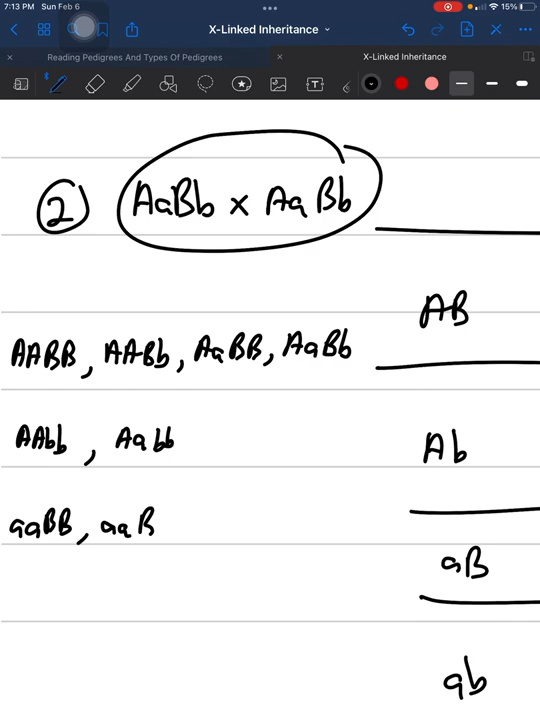 7:13 PM Sun Feb 6 15%
X-Linked Inheritance
Reading Pedigrees And Types Of Pedigrees
X-Linked Inheritance
2 AaBb x AaBb
AB
AABB, AABb, AaBB, AaBb
Ab
AAbb, Aabb
aaBB, aaB
aB
ab